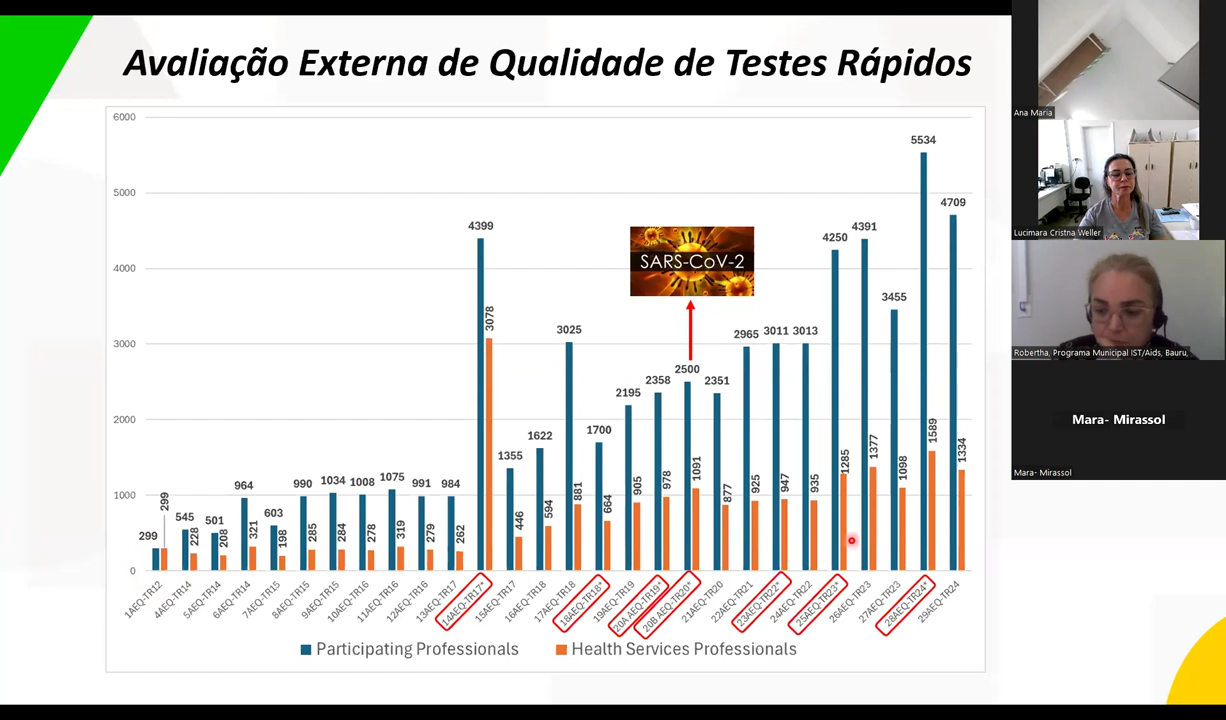 Avaliação Externa de Qualidade de Testes Rápidos
6000
5000
4000
3000
2000
1000
0
299
299
545
228
501
208
964
321
603
198
990
285
1034
284
1008
278
1075
319
991
279
984
262
4399
3078
1355
446
1622
594
3025
881
1700
664
2195
905
2358
978
2500
1091
2351
877
2965
925
3011
947
3013
935
4250
1285
4391
1377
3455
1098
5534
1589
4709
1334
SARS-CoV-2
1AEQ-TR12
4AEQ-TR14
5AEQ-TR14
6AEQ-TR14
7AEQ-TR15
8AEQ-TR15
9AEQ-TR15
10AEQ-TR16
11AEQ-TR16
12AEQ-TR16
13AEQ-TR17
14AEQ-TR17*
15AEQ-TR17
16AEQ-TR18
17AEQ-TR18
18AEQ-TR18*
19AEQ-TR19
20A AEQ-TR19*
20B AEQ-TR20*
21AEQ-TR20
22AEQ-TR21
23AEQ-TR22*
24AEQ-TR22
25AEQ-TR23*
26AEQ-TR23
27AEQ-TR23
28AEQ-TR24*
29AEQ-TR24
Participating Professionals
Health Services Professionals
Ana Maria
Lucimara Cristna Weller
Robertha, Programa Municipal IST/Aids, Bauru,
Mara- Mirassol
Mara- Mirassol